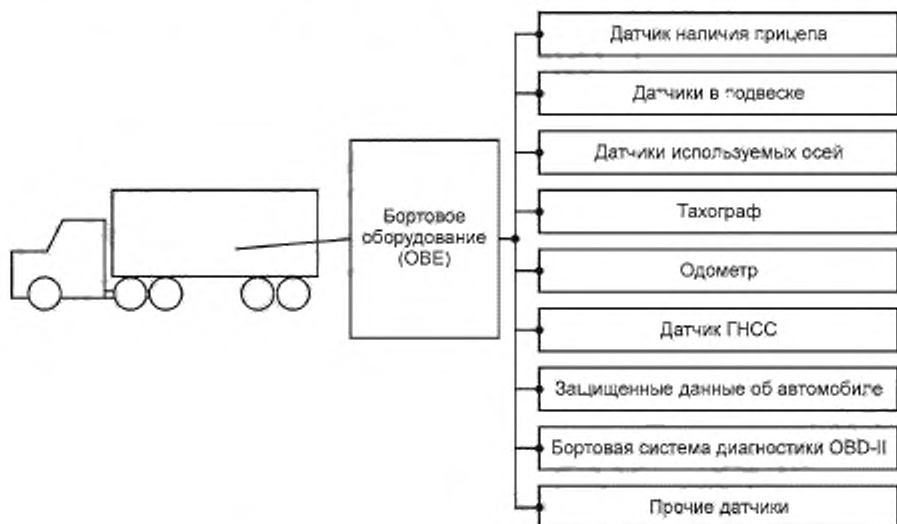 Датчик наличия прицепа
Датчики в подвеске
Датчики используемых осей
Тахограф
Бортовое
оборудование
(OBE)
Одометр
Датчик ГНСС
Защищенные данные об автомобиле
Бортовая система диагностики OBD-II
Прочие датчики